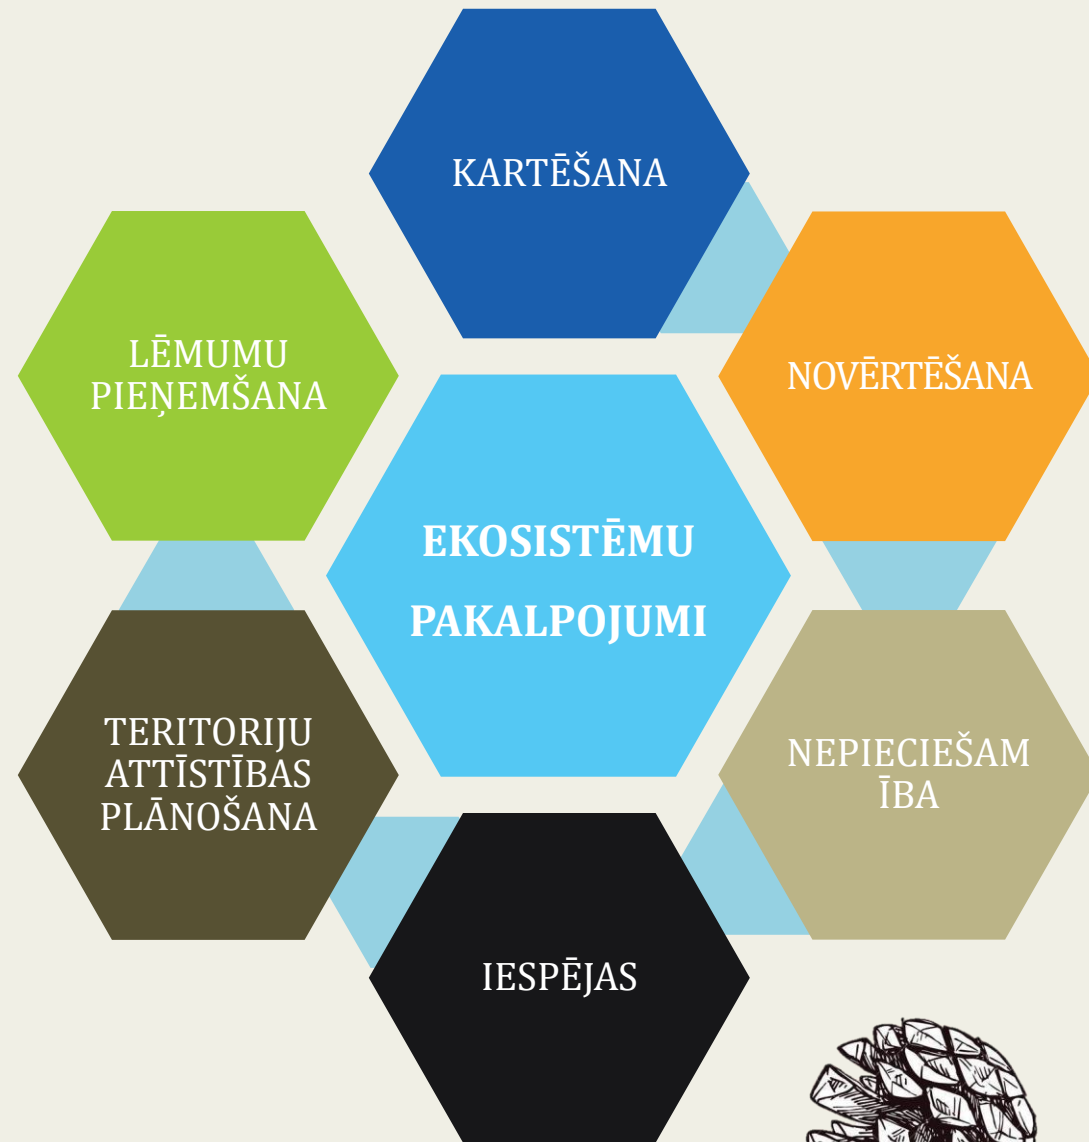 KARTĒŠANA
NOVĒRTĒŠANA
NEPIECIEŠAM
ĪBA
IESPĒJAS
TERITORIJU
ATTĪSTĪBAS
PLĀNOŠANA
LĒMUMU
PIEŅEMŠANA
EKOSISTĒMU
PAKALPOJUMI